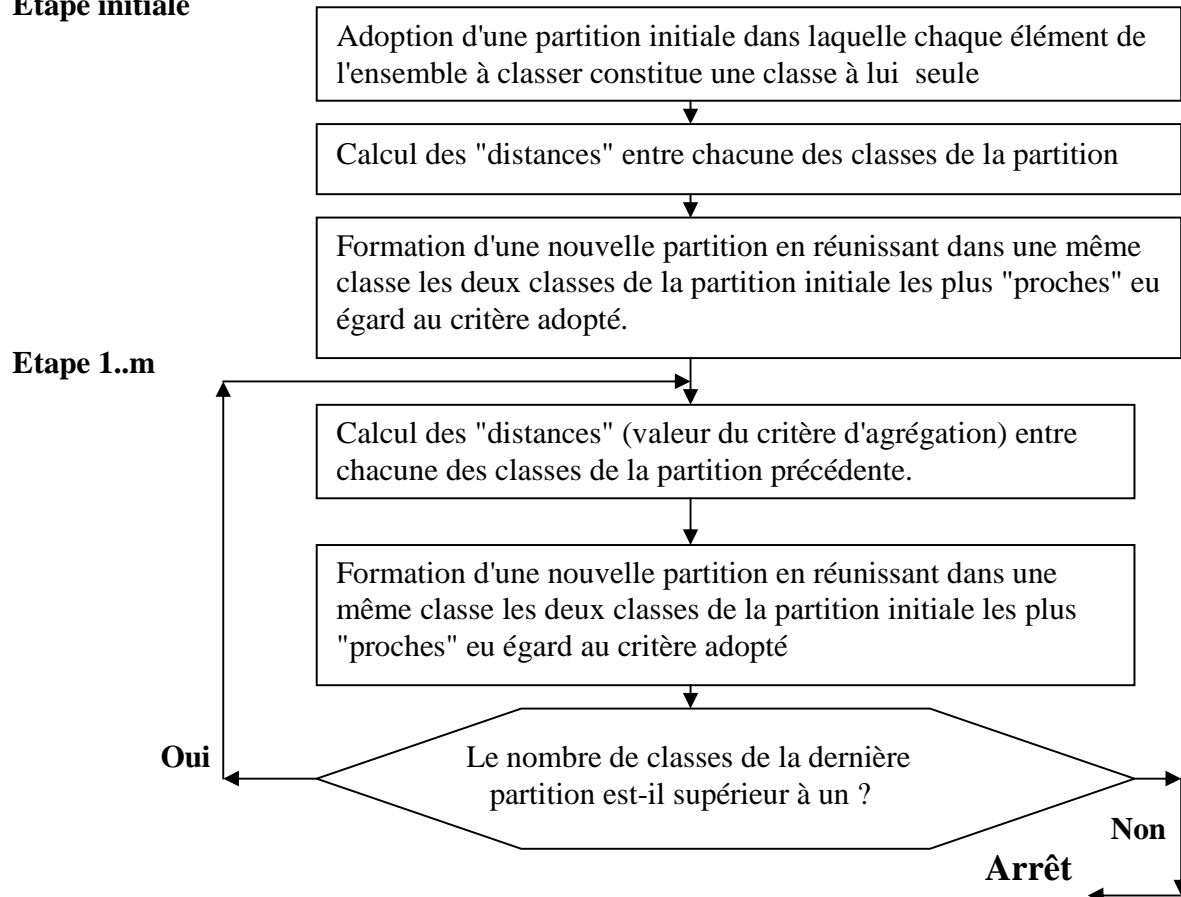 Etape initiale
Adoption d'une partition initiale dans laquelle chaque élément de
l'ensemble à classer constitue une classe à lui seule
Calcul des "distances" entre chacune des classes de la partition
Formation d'une nouvelle partition en réunissant dans une même
classe les deux classes de la partition initiale les plus "proches" eu
égard au critère adopté.
Etape 1..m
Calcul des "distances" (valeur du critère d'agrégation) entre
chacune des classes de la partition précédente.
Formation d'une nouvelle partition en réunissant dans une
même classe les deux classes de la partition initiale les plus
"proches" eu égard au critère adopté
Oui
Le nombre de classes de la dernière
partition est-il supérieur à un ?
Non
Arrêt